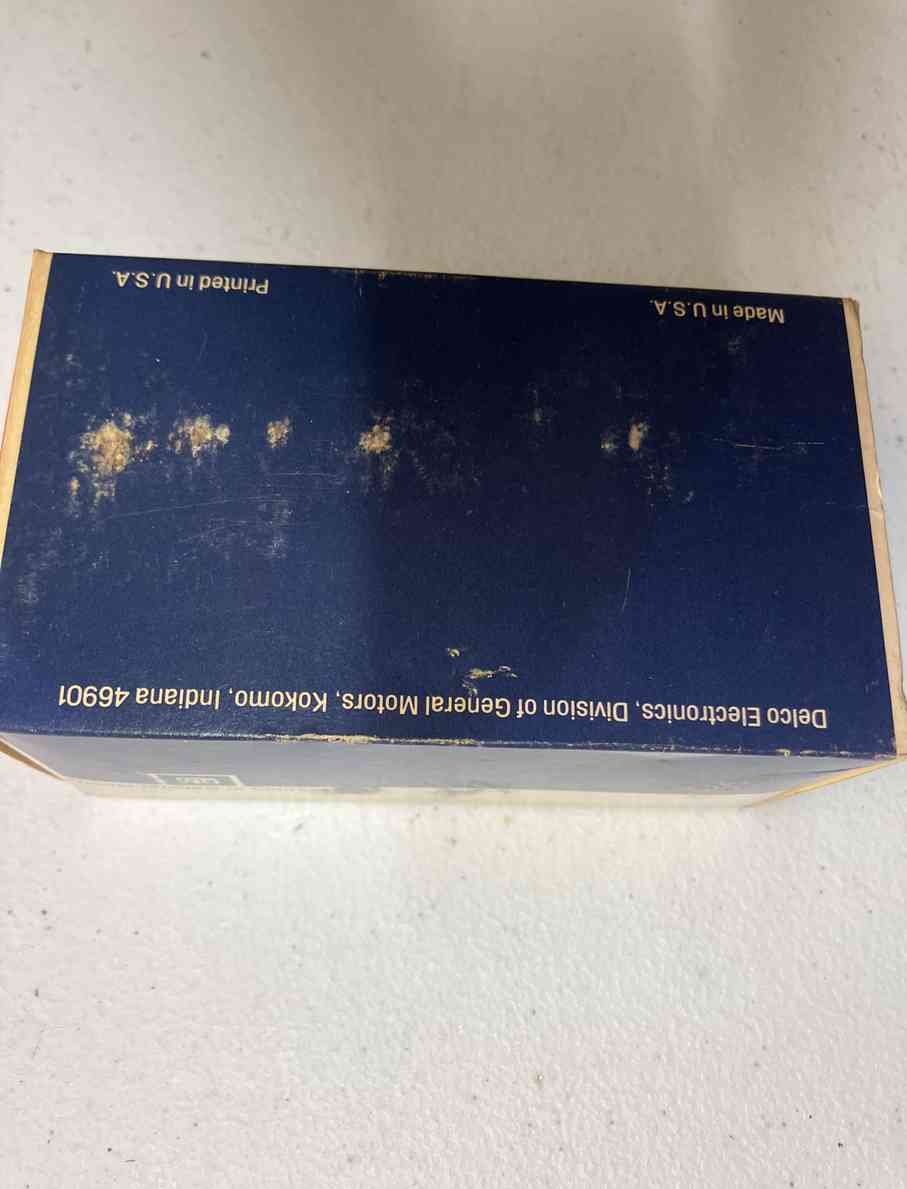 Delco Electronics, Division of General Motors, Kokomo, Indiana 46901
Made in U.S.A.
Printed in U.S.A.